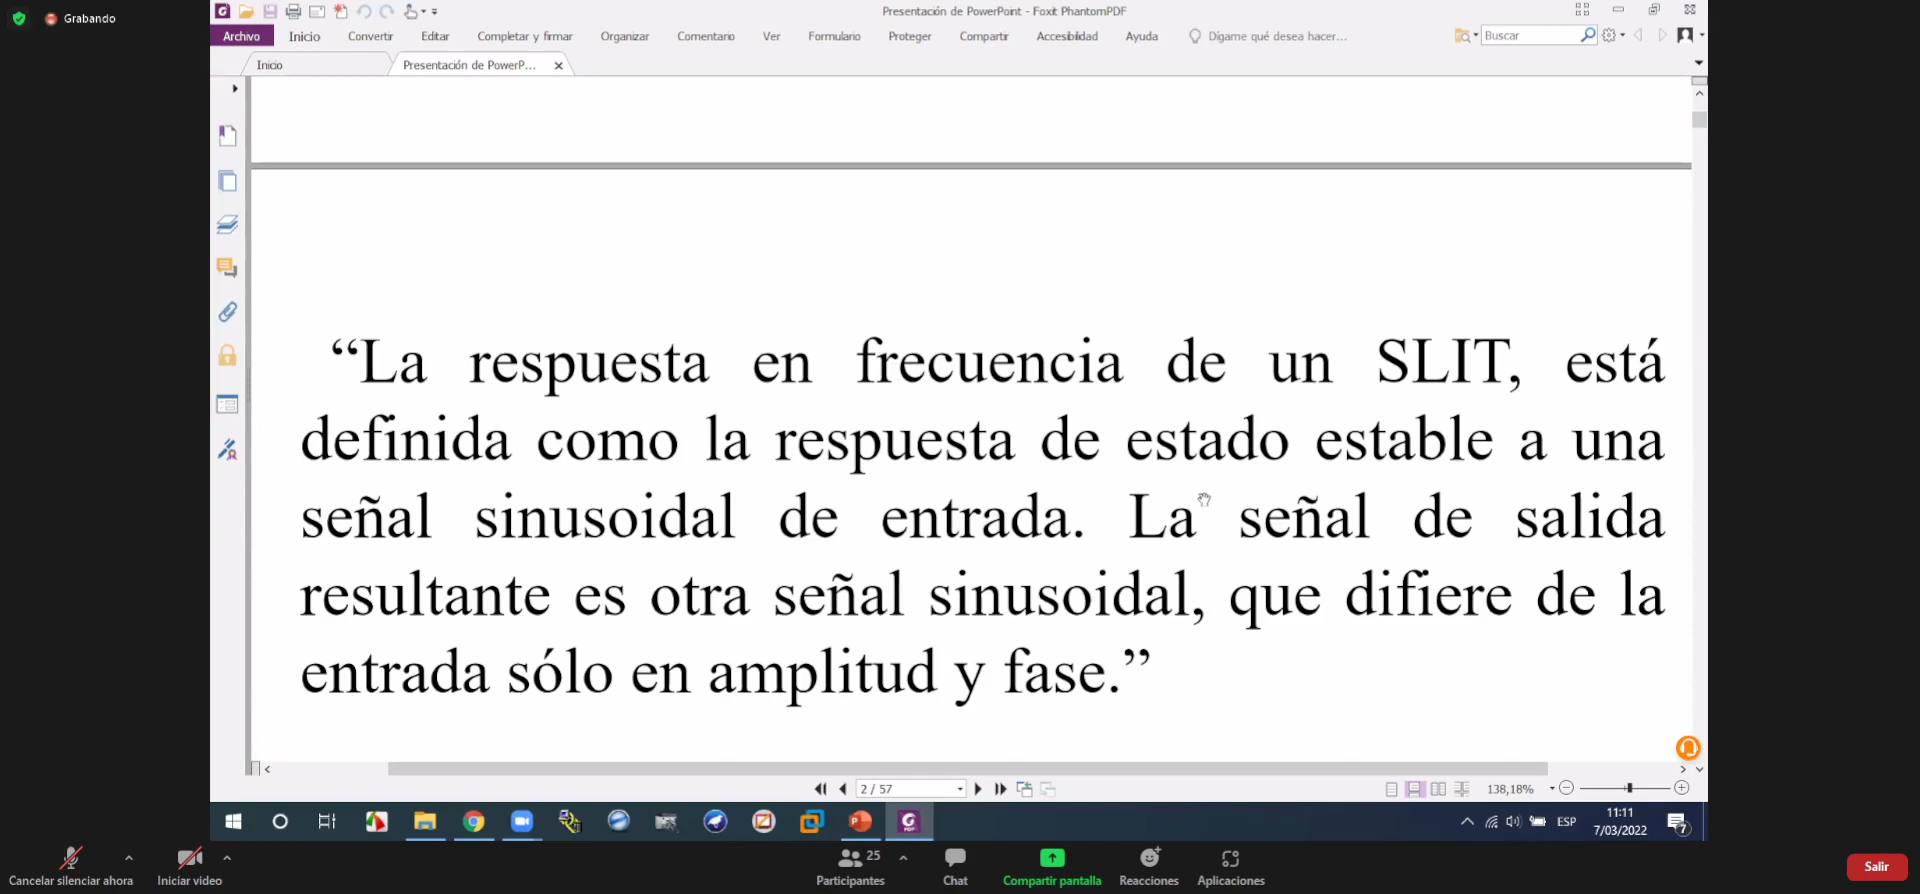 Grabando
Presentación de PowerPoint - Foxit PhantomPDF
Archivo Inicio Convertir Editar Completar y firmar Organizar Comentario Ver Formulario Proteger Compartir Accesibilidad Ayuda Dígame qué desea hacer... Buscar
Inicio Presentación de PowerP...
“La respuesta en frecuencia de un SLIT, está
definida como la respuesta de estado estable a una
señal sinusoidal de entrada. La señal de salida
resultante es otra señal sinusoidal, que difiere de la
entrada sólo en amplitud y fase.”
2 / 57 138,18%
ESP 11:11
7/03/2022 7
Cancelar silenciar ahora Iniciar video Participantes 25 Chat Compartir pantalla Reacciones Aplicaciones Salir